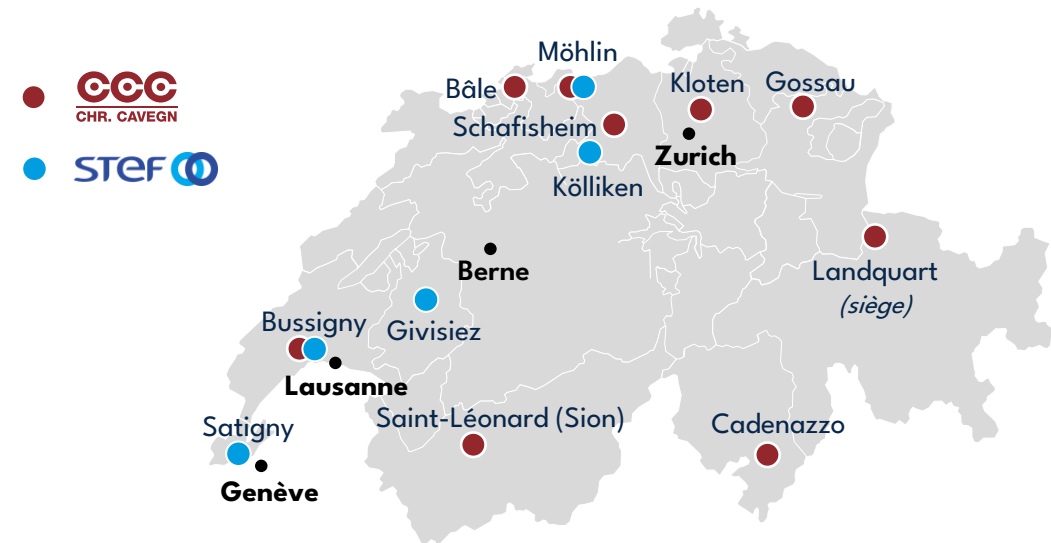 CCC
CHR. CAVEGN
STEF
Möhlin
Bâle
Kloten
Gossau
Schafisheim
Zurich
Kölliken
Berne
Landquart
(siège)
Bussigny
Givisiez
Lausanne
Saint-Léonard (Sion)
Cadenazzo
Satigny
Genève